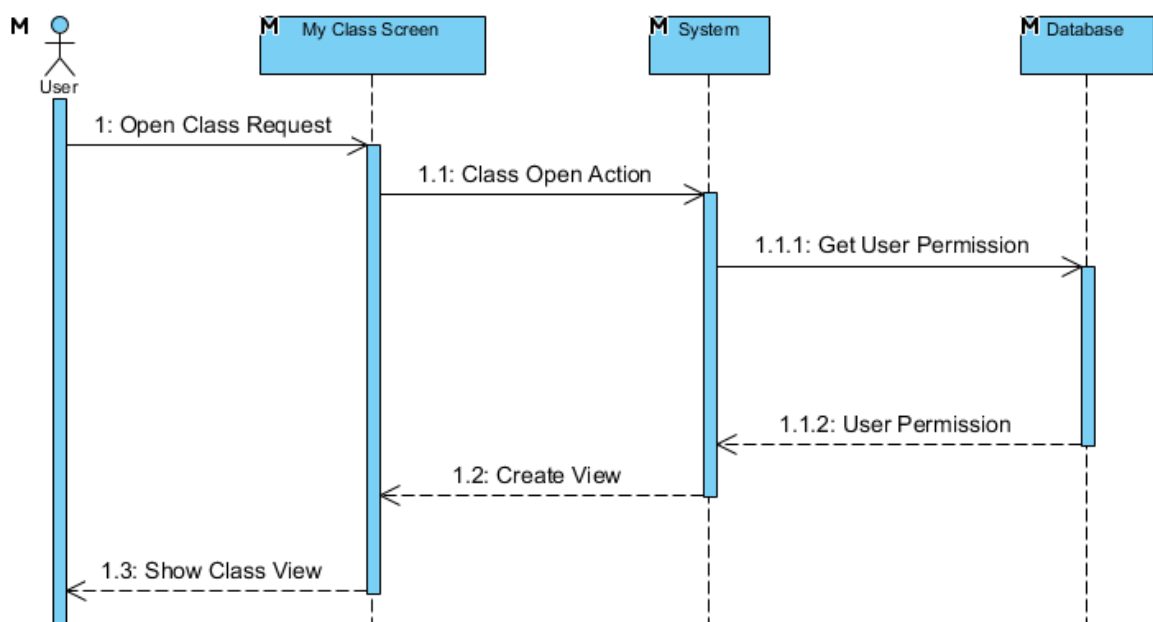 M
M My Class Screen
M System
M Database
User
1: Open Class Request
1.1: Class Open Action
1.1.1: Get User Permission
1.1.2: User Permission
1.2: Create View
1.3: Show Class View